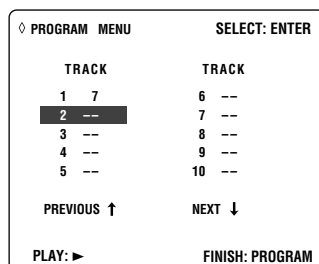 ◊ PROGRAM MENU SELECT: ENTER
TRACK TRACK
1 7 6 --
2 -- 7 --
3 -- 8 --
4 -- 9 --
5 -- 10 --
PREVIOUS ↑ NEXT ↓
PLAY: ► FINISH: PROGRAM